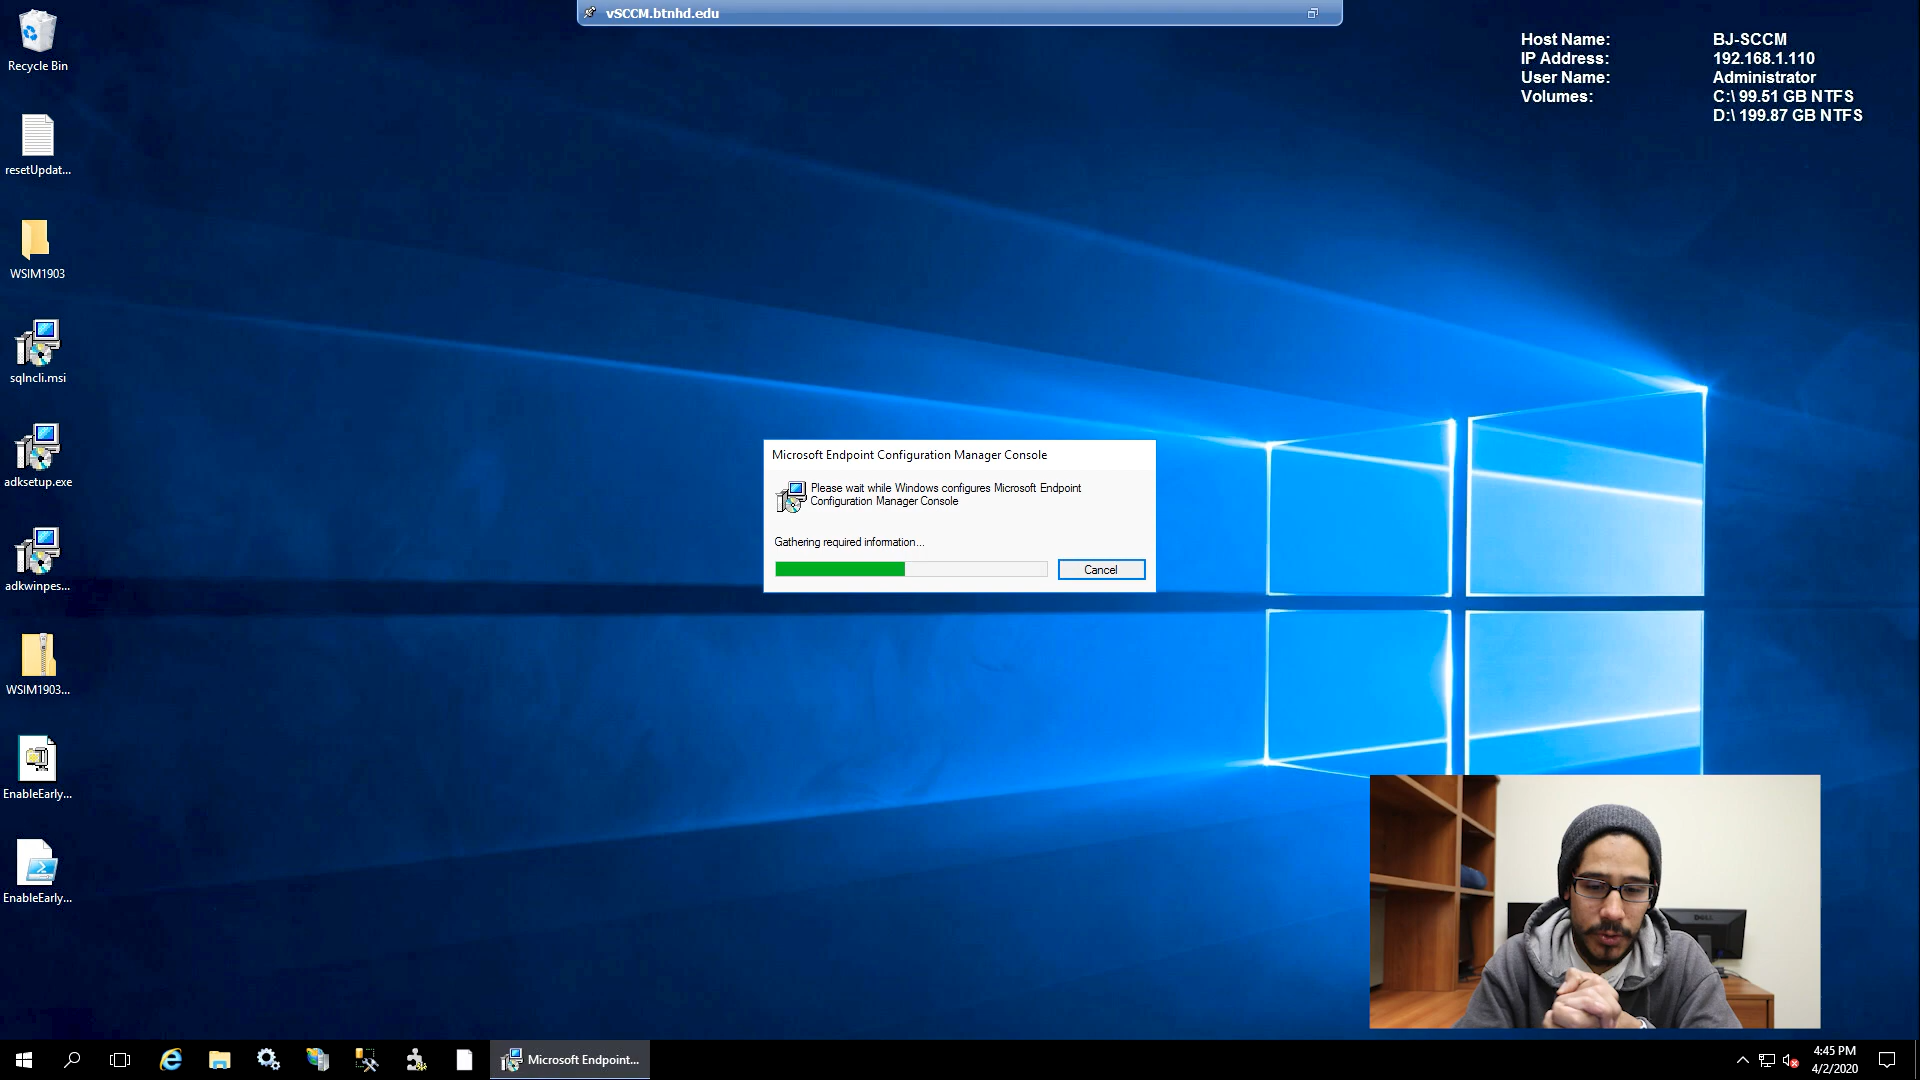 vSCCM.btnhd.edu
Host Name: BJ-SCCM
IP Address: 192.168.1.110
User Name: Administrator
Volumes: C:\ 99.51 GB NTFS
D:\ 199.87 GB NTFS
Recycle Bin
resetUpdat...
WSIM1903
sqlncli.msi
adksetup.exe
adkwinpes...
WSIM1903...
EnableEarly...
EnableEarly...
Microsoft Endpoint Configuration Manager Console
Please wait while Windows configures Microsoft Endpoint
Configuration Manager Console
Gathering required information...
Cancel
DELL
Microsoft Endpoint...
4:45 PM
4/2/2020